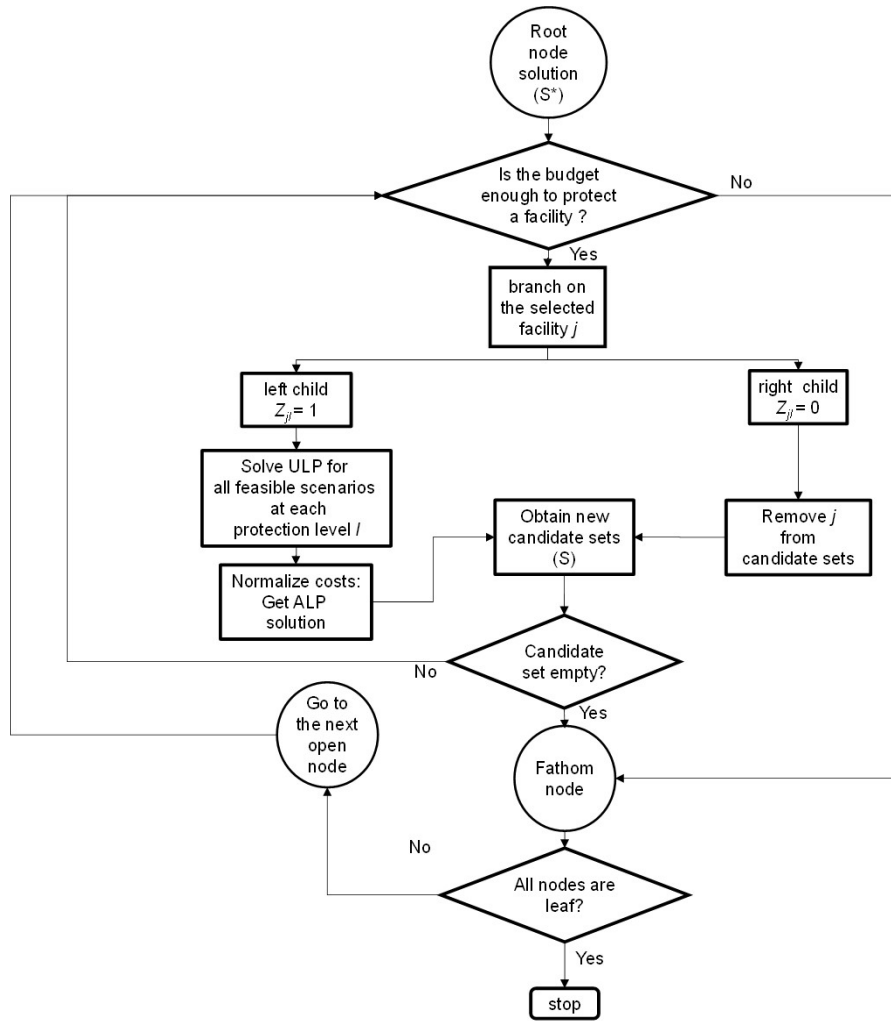 Root
node
solution
(S*)
Is the budget
enough to protect
a facility ?
No
Yes
branch on
the selected
facility j
left child
Zjl = 1
right child
Zjl = 0
Solve ULP for
all feasible scenarios
at each
protection level l
Obtain new
candidate sets
(S)
Remove j
from
candidate sets
Normalize costs:
Get ALP
solution
Candidate
set empty?
No
Yes
Go to
the next
open
node
Fathom
node
No
All nodes are
leaf?
Yes
stop